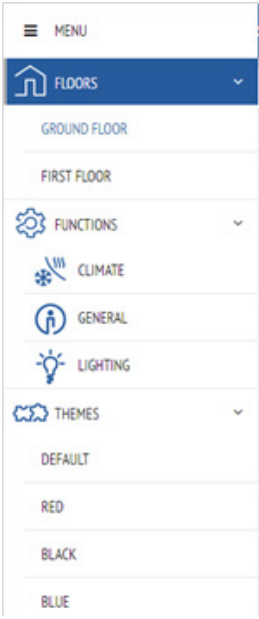 MENU
FLOORS
GROUND FLOOR
FIRST FLOOR
FUNCTIONS
CLIMATE
GENERAL
LIGHTING
THEMES
DEFAULT
RED
BLACK
BLUE